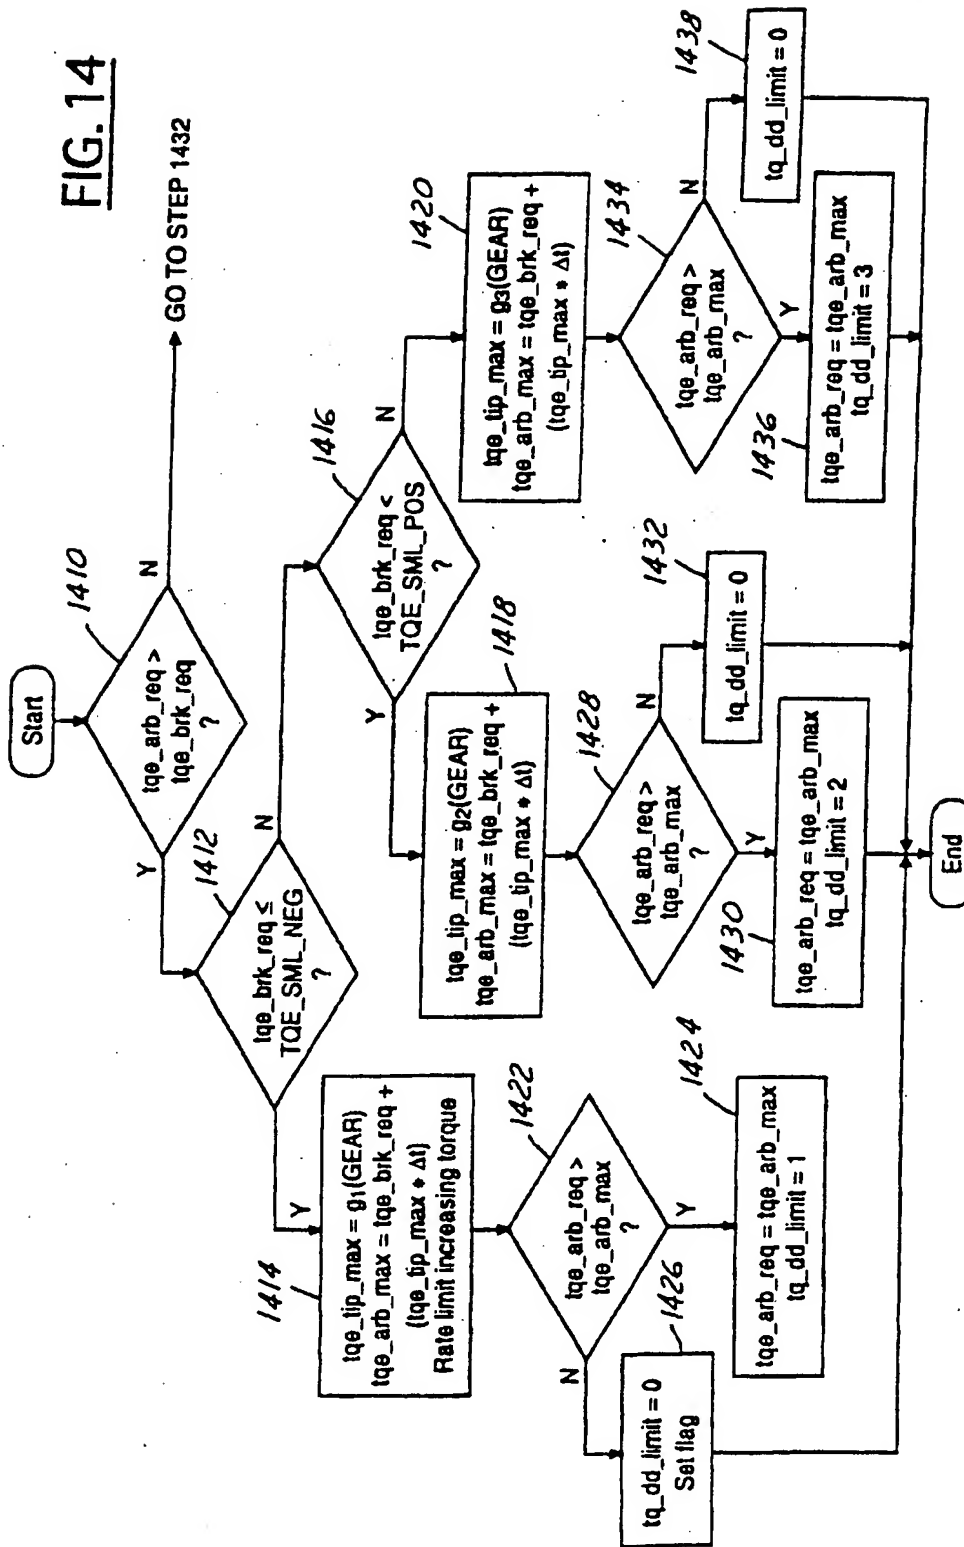 FIG. 14
Start
1410
tqe_arb_req >
tqe_brk_req
?
N
GO TO STEP 1432
Y
1412
tqe_brk_req ≤
TQE_SML_NEG
?
N
Y
1416
tqe_brk_req <
TQE_SML_POS
?
N
Y
1414
tqe_tip_max = g1(GEAR)
tqe_arb_max = tqe_brk_req +
(tqe_tip_max * Δt)
Rate limit increasing torque
1418
tqe_tip_max = g2(GEAR)
tqe_arb_max = tqe_brk_req +
(tqe_tip_max * Δt)
1420
tqe_tip_max = g3(GEAR)
tqe_arb_max = tqe_brk_req +
(tqe_tip_max * Δt)
1422
tqe_arb_req >
tqe_arb_max
?
N
Y
1428
tqe_arb_req >
tqe_arb_max
?
N
Y
1434
tqe_arb_req >
tqe_arb_max
?
N
Y
1426
tq_dd_limit = 0
Set flag
1424
tqe_arb_req = tqe_arb_max
tq_dd_limit = 1
1430
tqe_arb_req = tqe_arb_max
tq_dd_limit = 2
1432
tq_dd_limit = 0
1436
tqe_arb_req = tqe_arb_max
tq_dd_limit = 3
1438
tq_dd_limit = 0
End